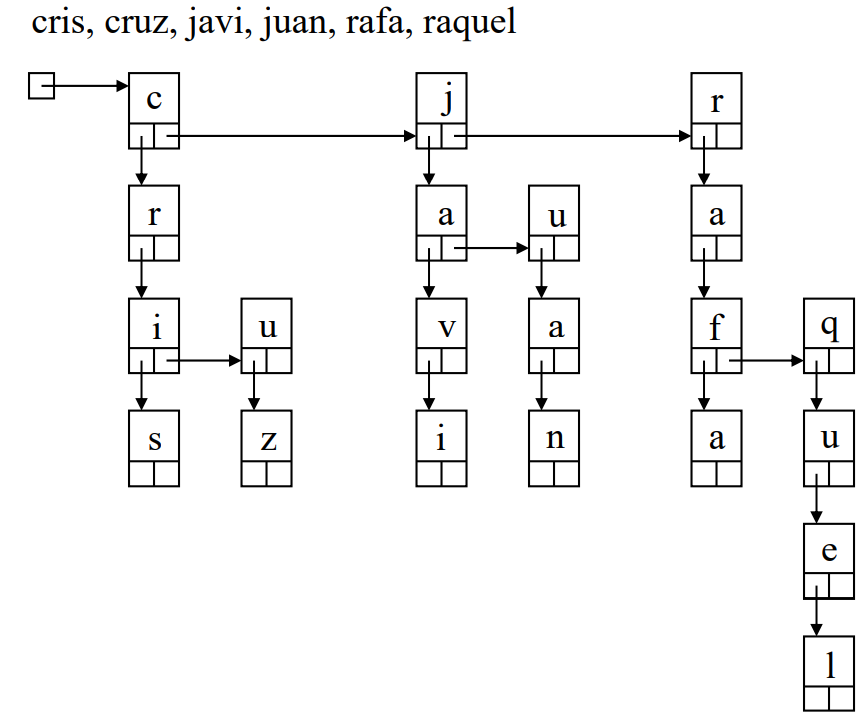 cris, cruz, javi, juan, rafa, raquel
c j r
r a u a
i u v a f q
s z i n a u
e
l